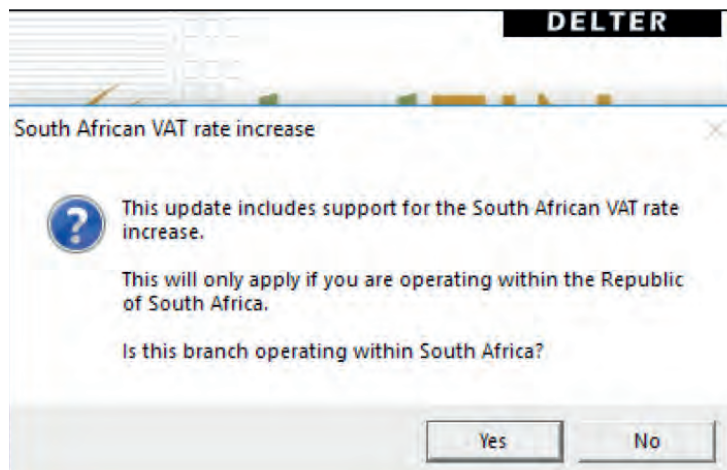 DELTER
South African VAT rate increase
This update includes support for the South African VAT rate
increase.
This will only apply if you are operating within the Republic
of South Africa.
Is this branch operating within South Africa?
Yes
No